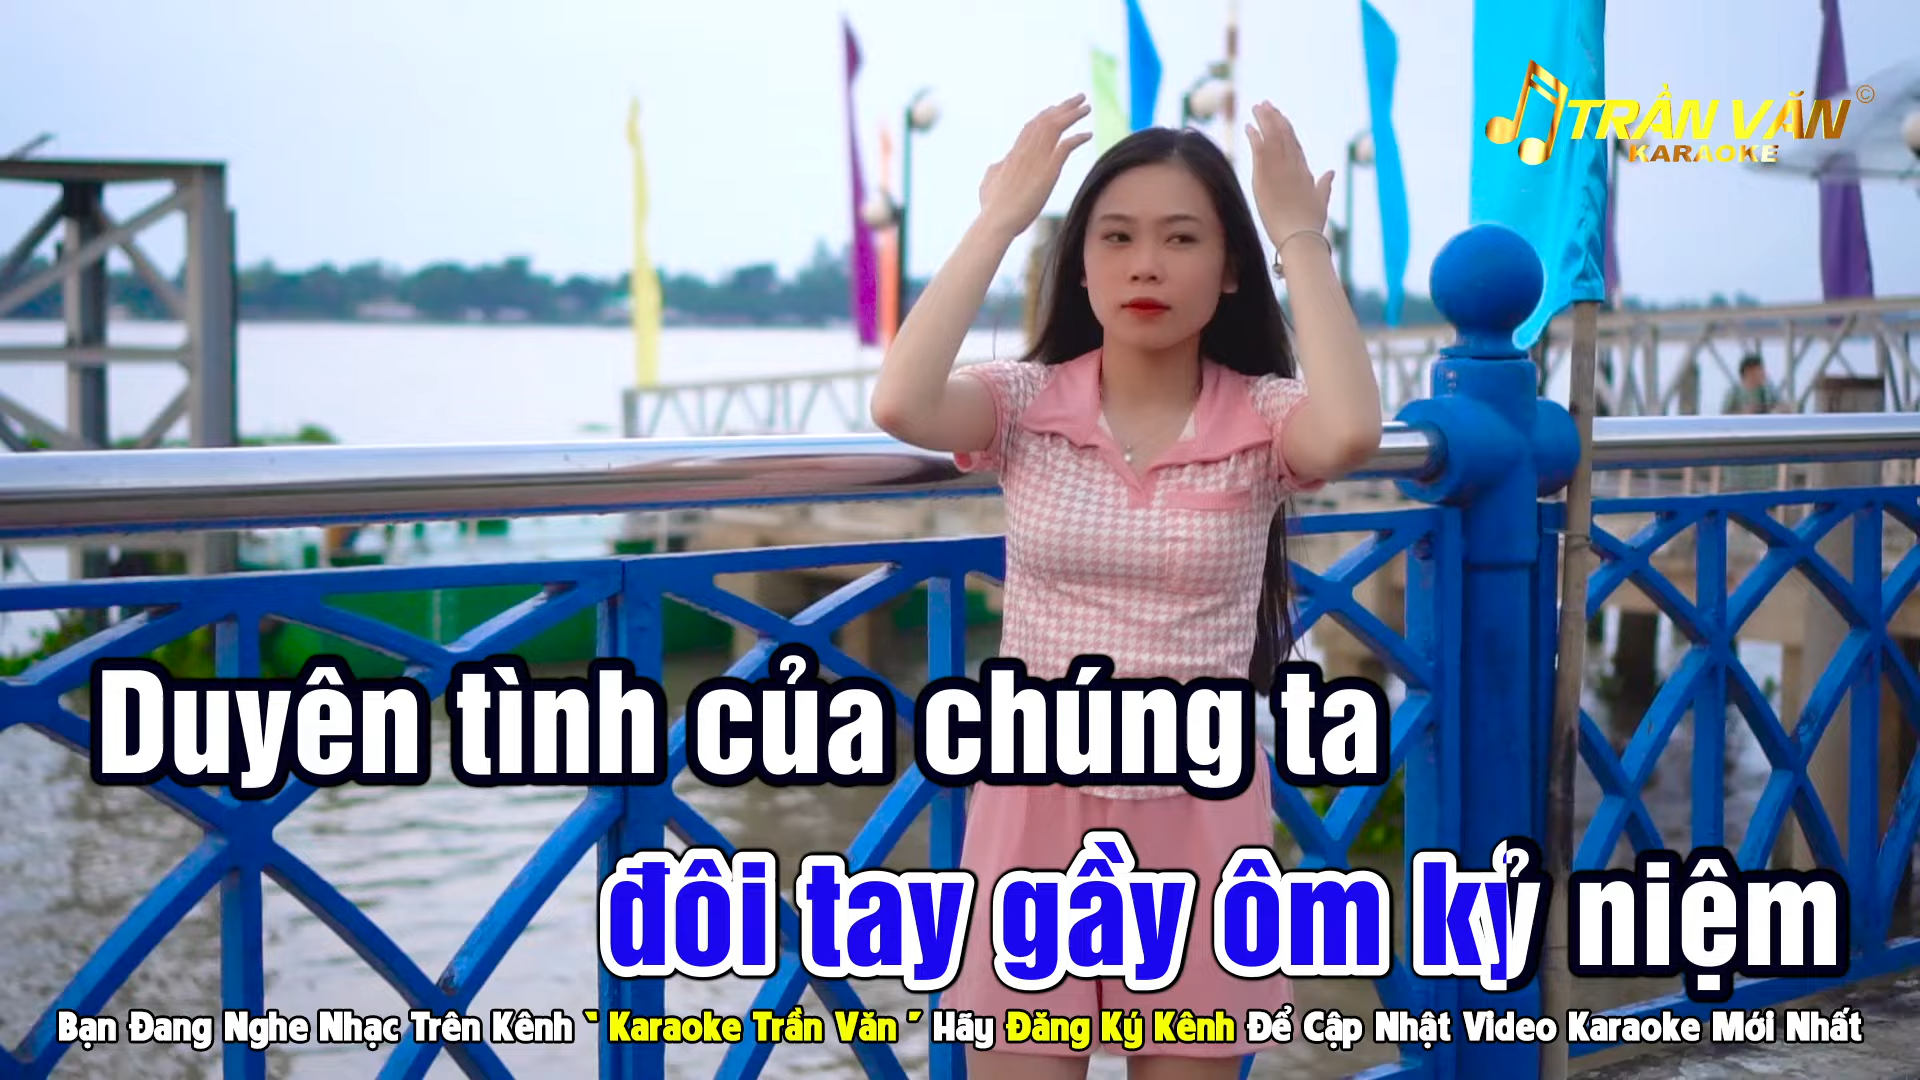 TRẦN VĂN ©
KARAOKE
Duyên tình của chúng ta
đôi tay gầy ôm kỷ niệm
Bạn Đang Nghe Nhạc Trên Kênh ` Karaoke Trần Văn ´ Hãy Đăng Ký Kênh Để Cập Nhật Video Karaoke Mới Nhất